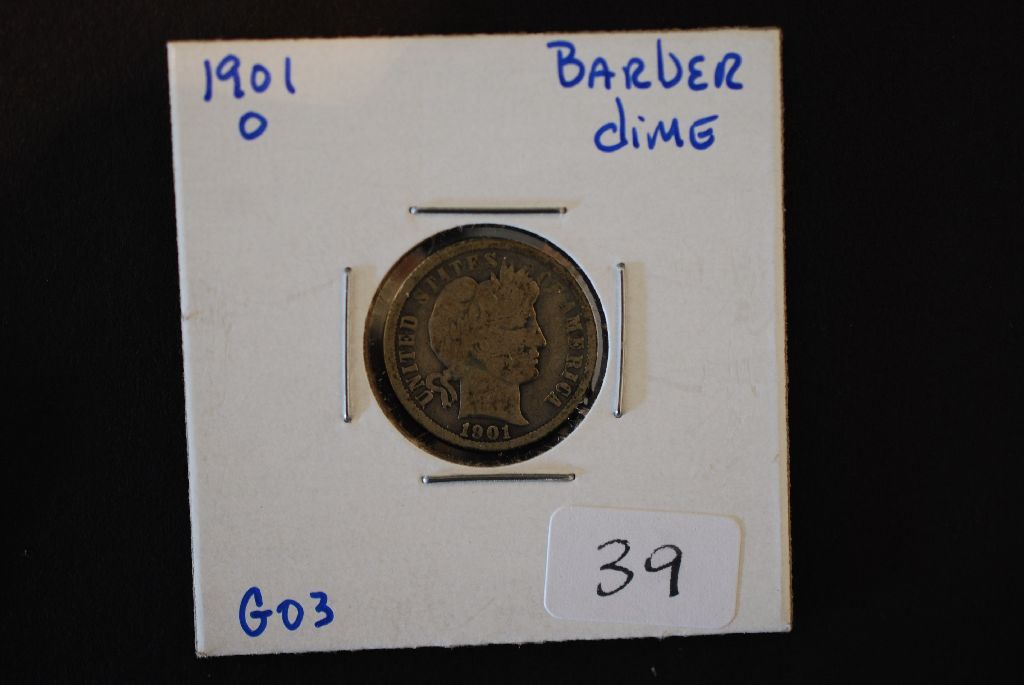 1901
O
BARBER
diME
UNITED STATES OF AMERICA
1901
39
G03